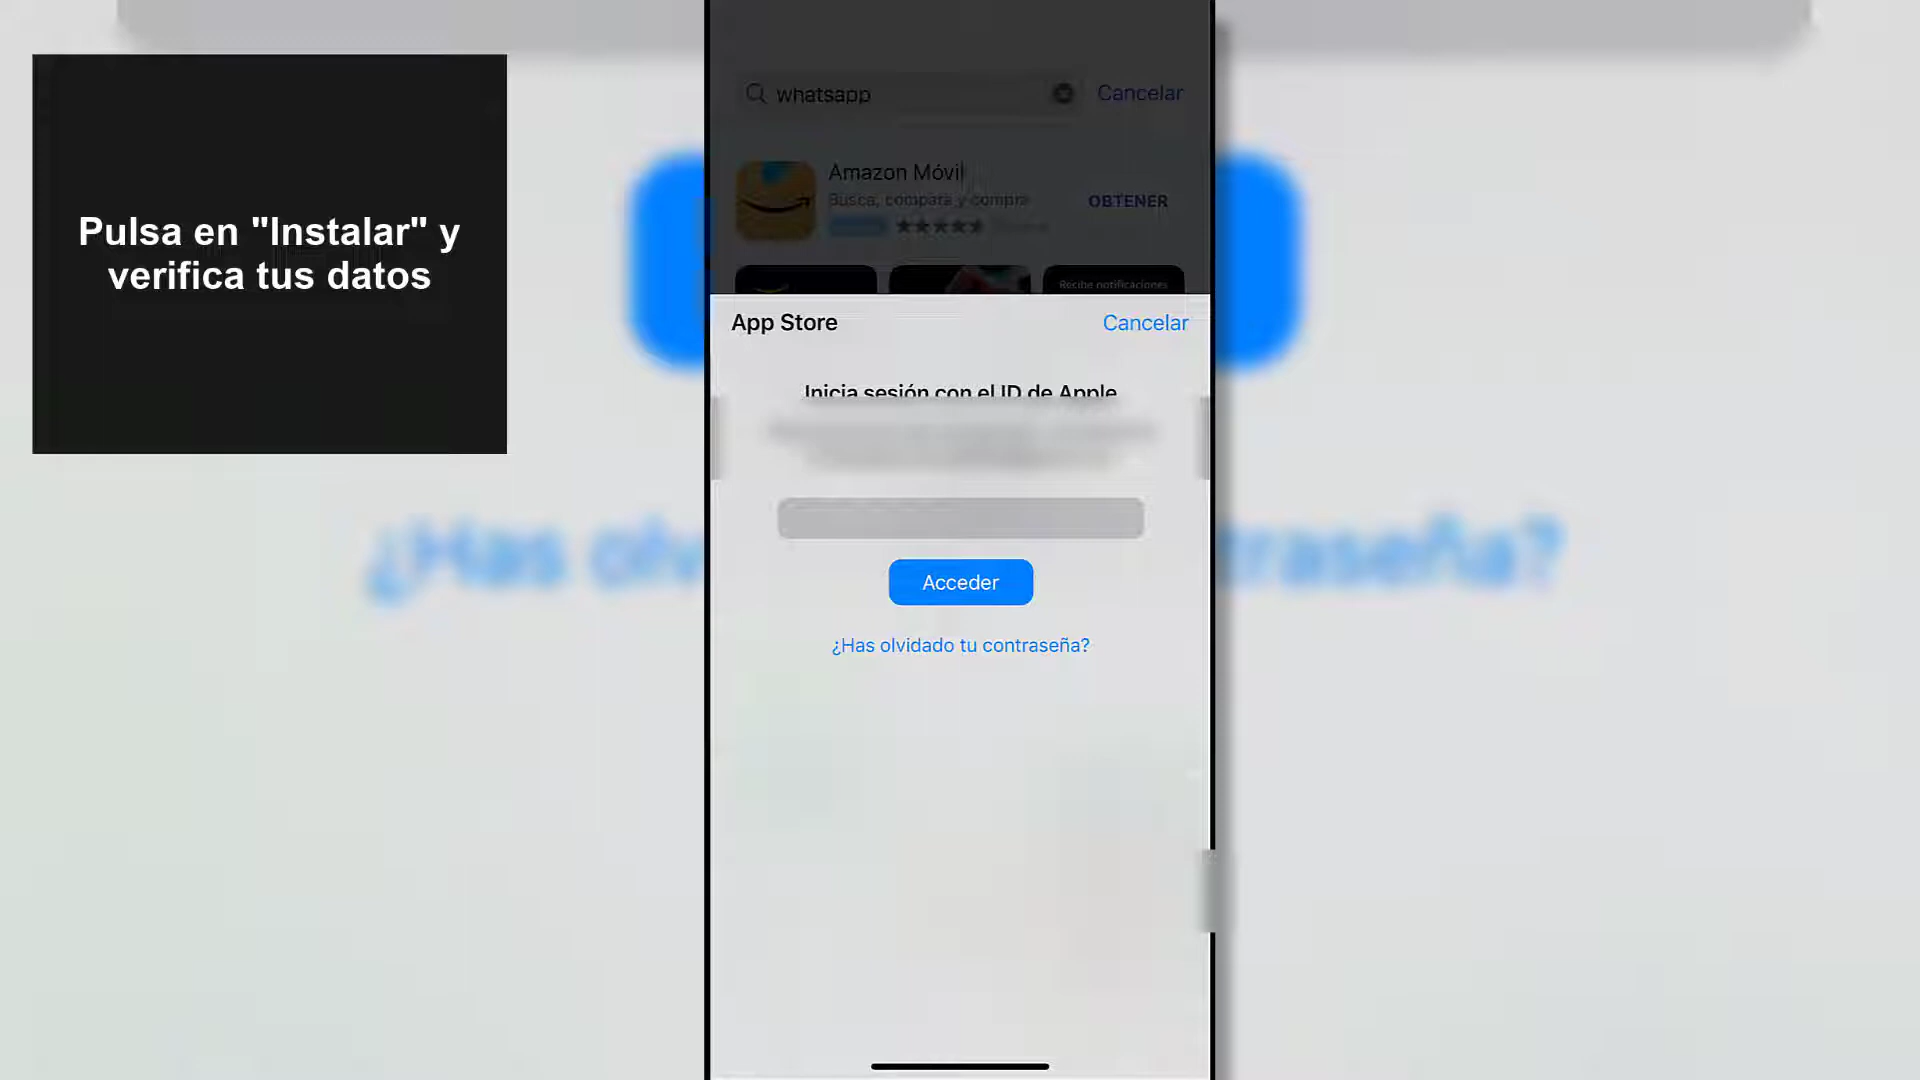 Pulsa en "Instalar" y
verifica tus datos
whatsapp
Cancelar
Amazon Móvil
Busca, compara y compra
OBTENER
Recibe notificaciones
App Store
Cancelar
Inicia sesión con el ID de Apple
Acceder
¿Has olvidado tu contraseña?